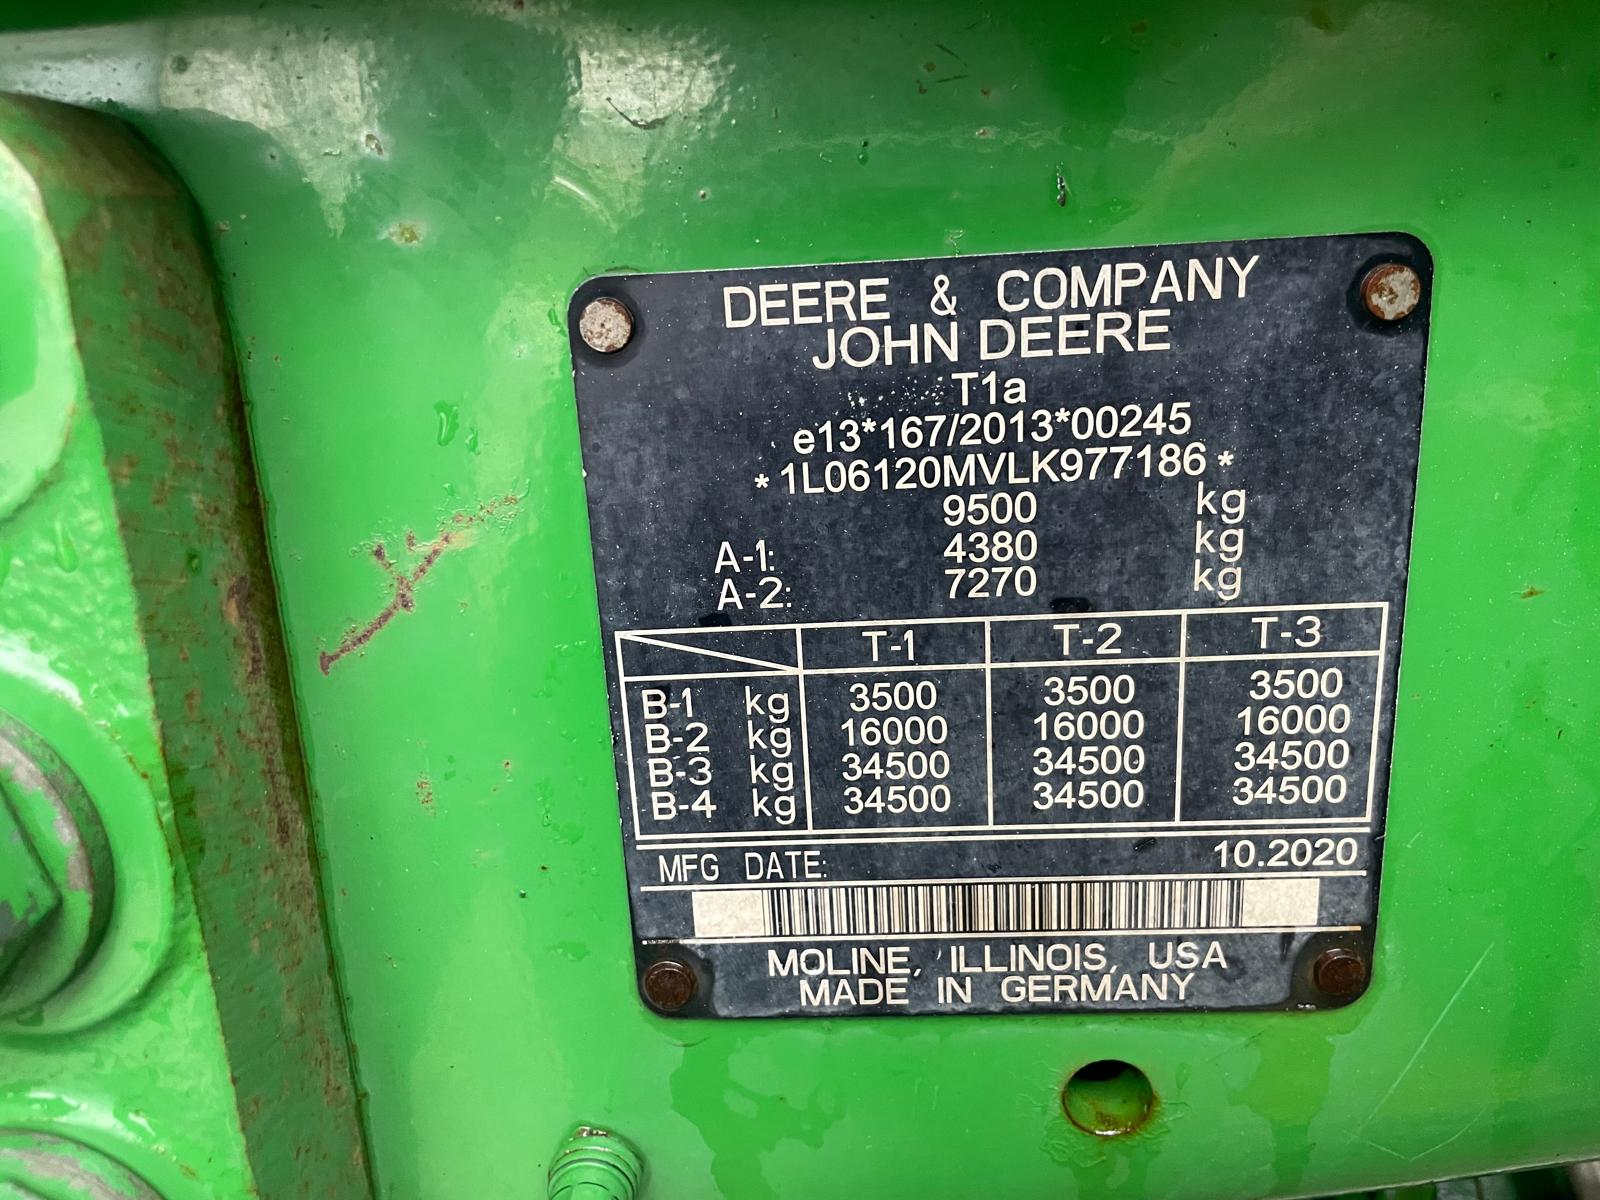 DEERE & COMPANY
JOHN DEERE
T1a
e13*167/2013*00245
*1L06120MVLK977186*
9500 kg
A-1: 4380 kg
A-2: 7270 kg
T-1 T-2 T-3
B-1 kg 3500 3500 3500
B-2 kg 16000 16000 16000
B-3 kg 34500 34500 34500
B-4 kg 34500 34500 34500
MFG DATE: 10.2020
MOLINE, ILLINOIS, USA
MADE IN GERMANY